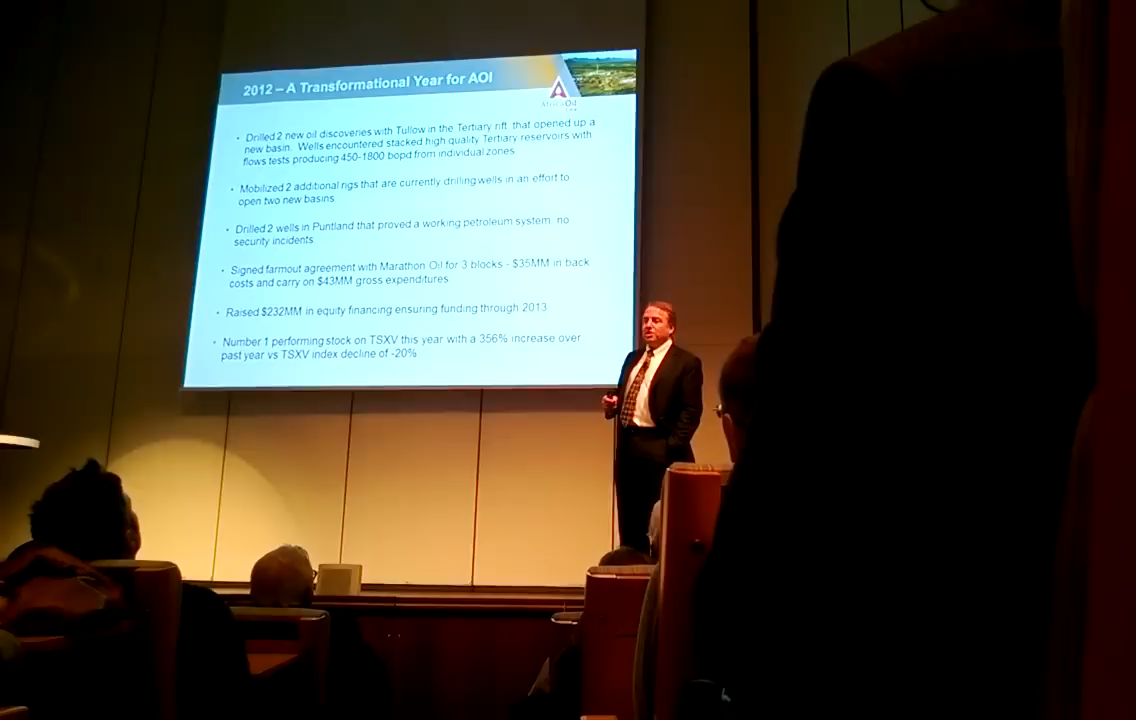 2012 – A Transformational Year for AOI
AfricaOil
• Drilled 2 new oil discoveries with Tullow in the Tertiary rift that opened up a
new basin. Wells encountered stacked high quality Tertiary reservoirs with
flows tests producing 450-1800 bopd from individual zones
• Mobilized 2 additional rigs that are currently drilling wells in an effort to
open two new basins
• Drilled 2 wells in Puntland that proved a working petroleum system, no
security incidents
• Signed farmout agreement with Marathon Oil for 3 blocks - $35MM in back
costs and carry on $43MM gross expenditures
• Raised $232MM in equity financing ensuring funding through 2013
• Number 1 performing stock on TSXV this year with a 356% increase over
past year vs TSXV index decline of -20%